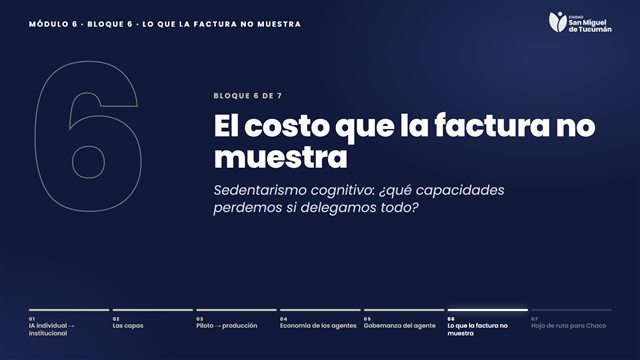 MÓDULO 6 · BLOQUE 6 · LO QUE LA FACTURA NO MUESTRA
CIUDAD
San Miguel
de Tucumán
6
BLOQUE 6 DE 7
El costo que la factura no
muestra
Sedentarismo cognitivo: ¿qué capacidades
perdemos si delegamos todo?
01
IA individual →
institucional
02
Las capas
03
Piloto → producción
04
Economía de los agentes
05
Gobernanza del agente
06
Lo que la factura no
muestra
07
Hoja de ruta para Chaco